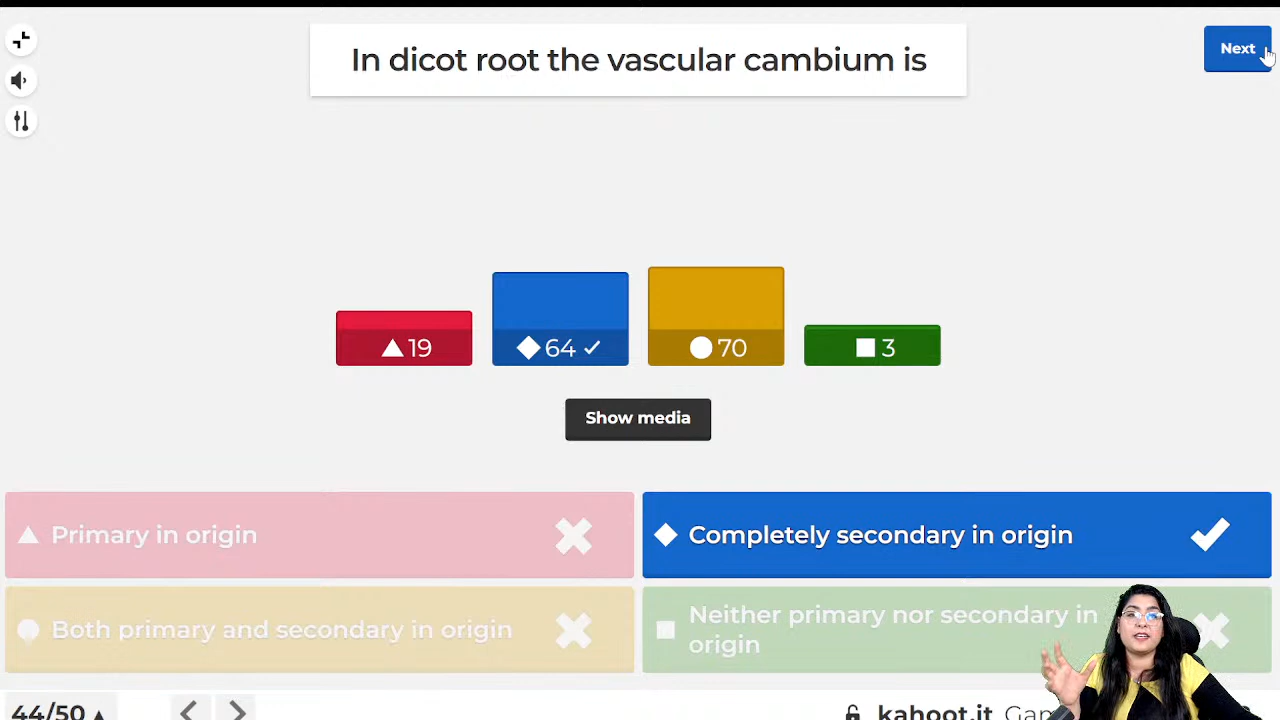 In dicot root the vascular cambium is
Next
19
64
70
3
Show media
Primary in origin
Completely secondary in origin
Both primary and secondary in origin
Neither primary nor secondary in
origin
44/50
kahoot.it